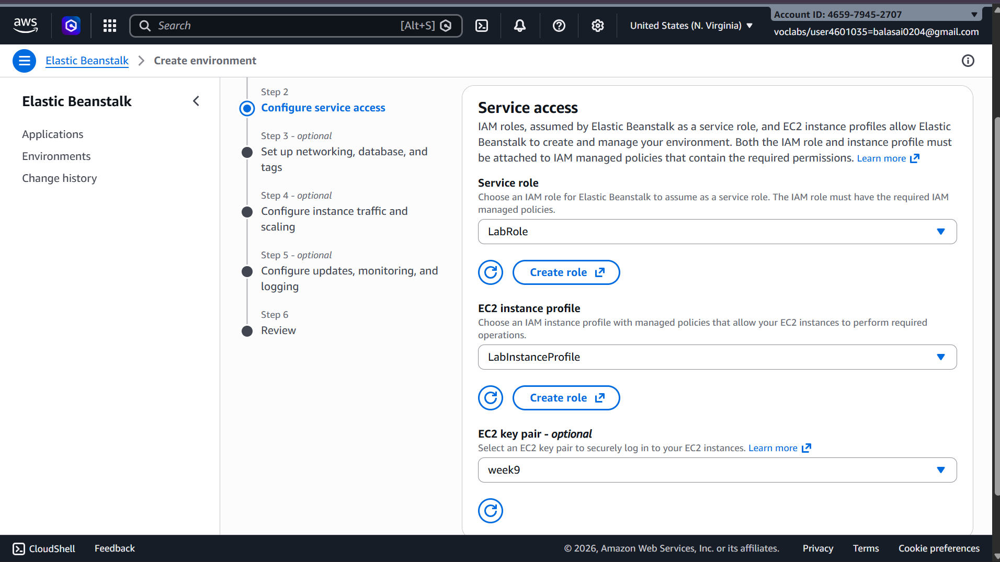 aws
Search
[Alt+S]
United States (N. Virginia) ▼
Account ID: 4659-7945-2707
voclabs/user4601035=balasai0204@gmail.com
Elastic Beanstalk
Create environment
Elastic Beanstalk
Applications
Environments
Change history
Step 2
Configure service access
Step 3 - optional
Set up networking, database, and
tags
Step 4 - optional
Configure instance traffic and
scaling
Step 5 - optional
Configure updates, monitoring, and
logging
Step 6
Review
Service access
IAM roles, assumed by Elastic Beanstalk as a service role, and EC2 instance profiles allow Elastic
Beanstalk to create and manage your environment. Both the IAM role and instance profile must
be attached to IAM managed policies that contain the required permissions. Learn more
Service role
Choose an IAM role for Elastic Beanstalk to assume as a service role. The IAM role must have the required IAM
managed policies.
LabRole
Create role
EC2 instance profile
Choose an IAM instance profile with managed policies that allow your EC2 instances to perform required
operations.
LabInstanceProfile
Create role
EC2 key pair - optional
Select an EC2 key pair to securely log in to your EC2 instances. Learn more
week9
CloudShell
Feedback
© 2026, Amazon Web Services, Inc. or its affiliates.
Privacy
Terms
Cookie preferences